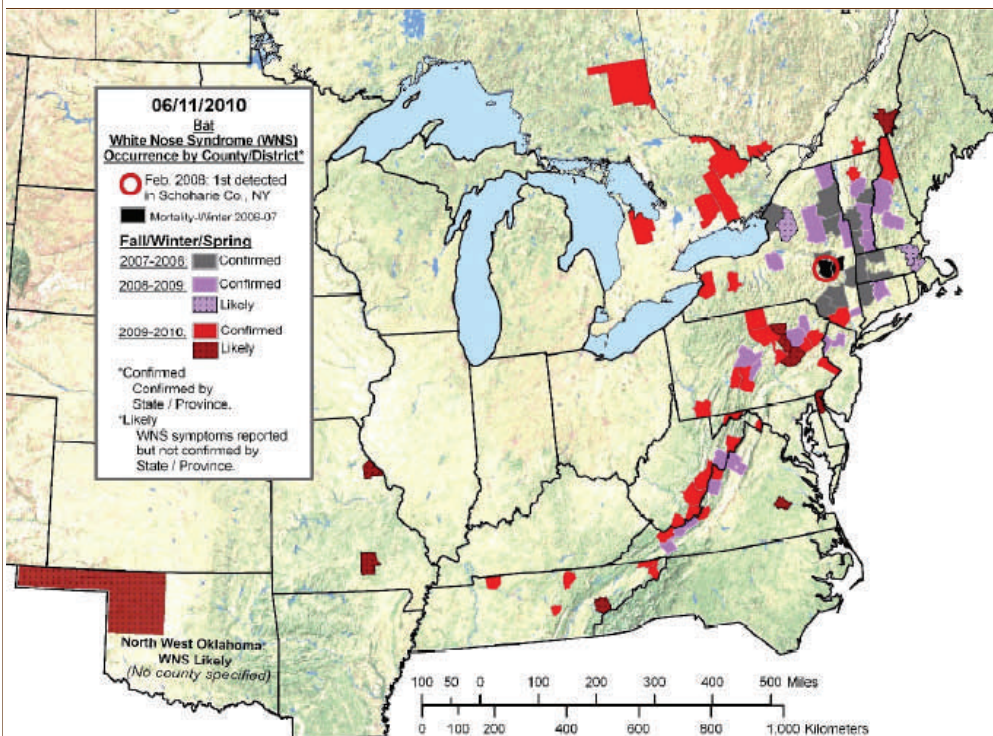 06/11/2010
Bat
White Nose Syndrome (WNS)
Occurrence by County/District*
Feb. 2008: 1st detected
in Schoharie Co., NY
Mortality-Winter 2006-07
Fall/Winter/Spring
2007-2008: Confirmed
2008-2009: Confirmed
Likely
2009-2010: Confirmed
Likely
*Confirmed
Confirmed by
State / Province.
*Likely
WNS symptoms reported
but not confirmed by
State / Province.
North West Oklahoma
WNS Likely
(No county specified)
100 50 0 100 200 300 400 500 Miles
0 100 200 400 600 800 1,000 Kilometers